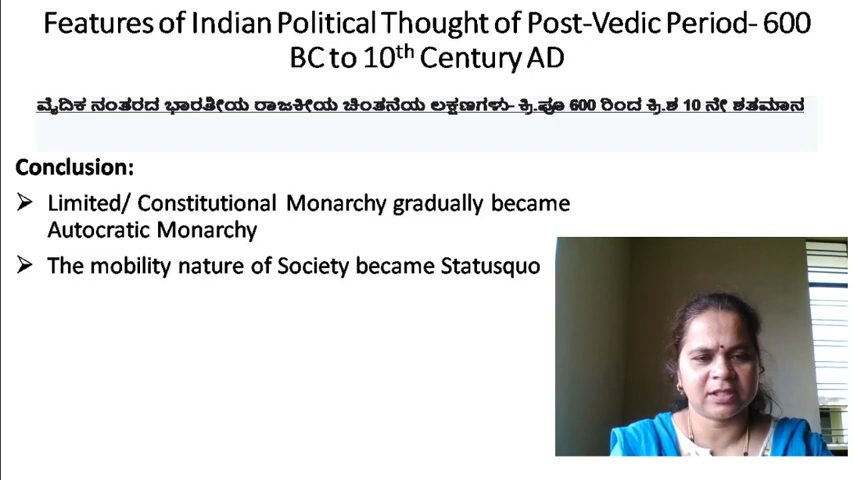 Features of Indian Political Thought of Post-Vedic Period- 600
BC to 10th Century AD
ವೈದಿಕ ನಂತರದ ಭಾರತೀಯ ರಾಜಕೀಯ ಚಿಂತನೆಯ ಲಕ್ಷಣಗಳು- ಕ್ರಿ.ಪೂ 600 ರಿಂದ ಕ್ರಿ.ಶ 10 ನೇ ಶತಮಾನ
Conclusion:
➢ Limited/ Constitutional Monarchy gradually became
Autocratic Monarchy
➢ The mobility nature of Society became Statusquo